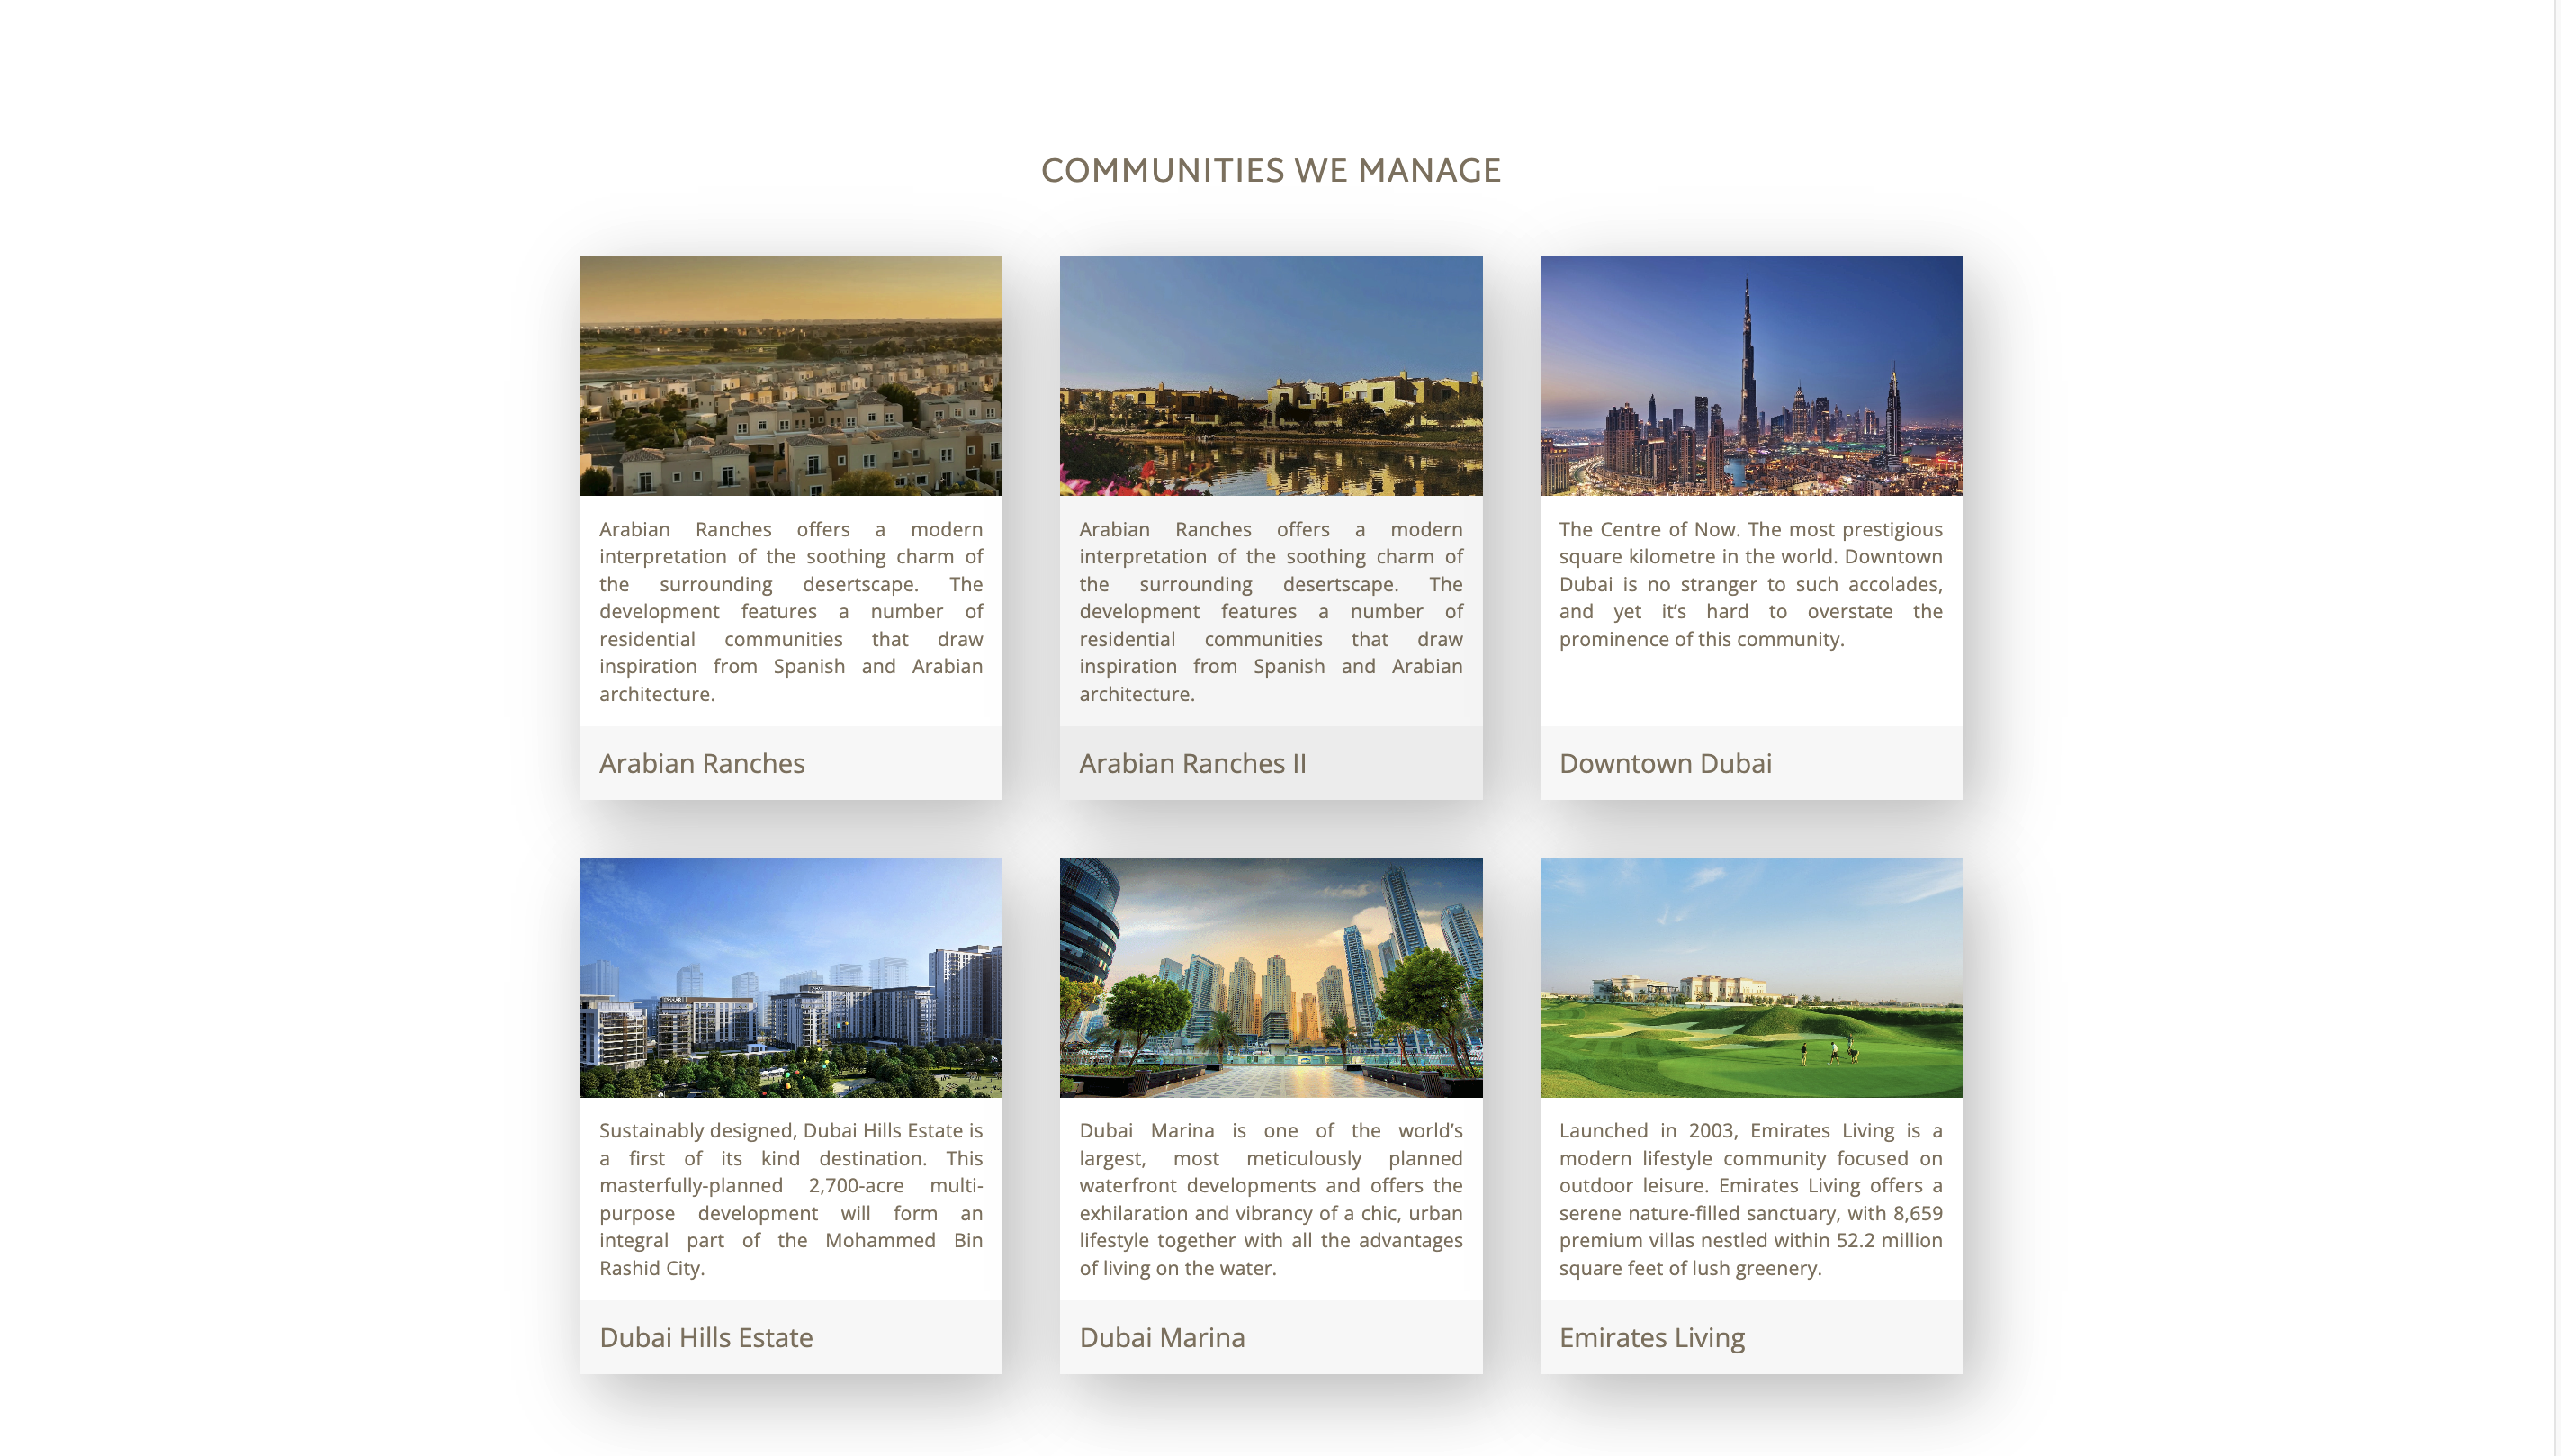 COMMUNITIES WE MANAGE
Arabian Ranches offers a modern
interpretation of the soothing charm of
the surrounding desertscape. The
development features a number of
residential communities that draw
inspiration from Spanish and Arabian
architecture.
Arabian Ranches
Arabian Ranches offers a modern
interpretation of the soothing charm of
the surrounding desertscape. The
development features a number of
residential communities that draw
inspiration from Spanish and Arabian
architecture.
Arabian Ranches II
The Centre of Now. The most prestigious
square kilometre in the world. Downtown
Dubai is no stranger to such accolades,
and yet it’s hard to overstate the
prominence of this community.
Downtown Dubai
Sustainably designed, Dubai Hills Estate is
a first of its kind destination. This
masterfully-planned 2,700-acre multi-
purpose development will form an
integral part of the Mohammed Bin
Rashid City.
Dubai Hills Estate
Dubai Marina is one of the world’s
largest, most meticulously planned
waterfront developments and offers the
exhilaration and vibrancy of a chic, urban
lifestyle together with all the advantages
of living on the water.
Dubai Marina
Launched in 2003, Emirates Living is a
modern lifestyle community focused on
outdoor leisure. Emirates Living offers a
serene nature-filled sanctuary, with 8,659
premium villas nestled within 52.2 million
square feet of lush greenery.
Emirates Living